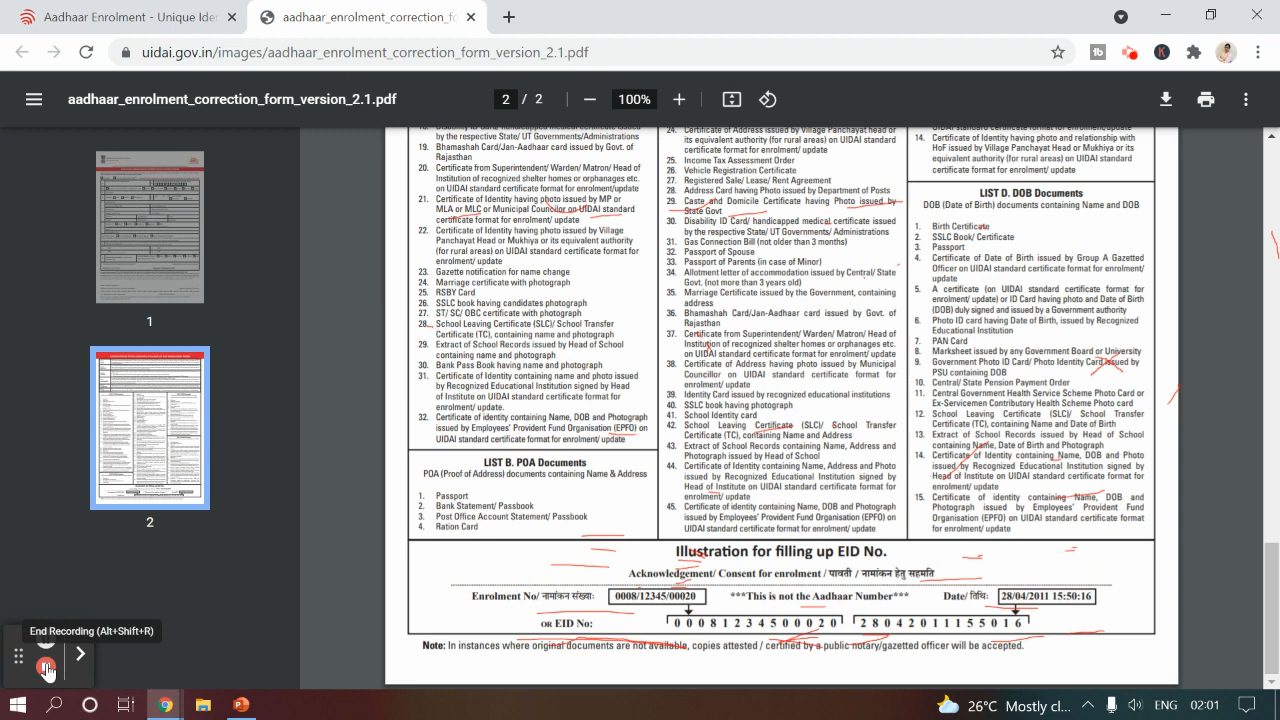 Aadhaar Enrolment - Unique Ide
aadhaar_enrolment_correction_fo
uidai.gov.in/images/aadhaar_enrolment_correction_form_version_2.1.pdf
aadhaar_enrolment_correction_form_version_2.1.pdf
2 / 2
100%
1
2
by the respective State/ UT Governments/Administrations
19. Bhamashah Card/Jan-Aadhaar card issued by Govt. of
Rajasthan
20. Certificate from Superintendent/ Warden/ Matron/ Head of
Institution of recognized shelter homes or orphanages etc.
on UIDAI standard certificate format for enrolment/update
21. Certificate of Identity having photo issued by MP or
MLA or MLC or Municipal Councilor on UIDAI standard
certificate format for enrolment/ update
22. Certificate of Identity having photo issued by Village
Panchayat Head or Mukhiya or its equivalent authority
(for rural areas) on UIDAI standard certificate format for
enrolment/ update
23. Gazette notification for name change
24. Marriage certificate with photograph
25. RSBY Card
26. SSLC book having candidates photograph
27. ST/ SC/ OBC certificate with photograph
28. School Leaving Certificate (SLC)/ School Transfer
Certificate (TC), containing name and photograph
29. Extract of School Records issued by Head of School
containing name and photograph
30. Bank Pass Book having name and photograph
31. Certificate of Identity containing name and photo issued
by Recognized Educational Institution signed by Head
of Institute on UIDAI standard certificate format for
enrolment/ update.
32. Certificate of identity containing Name, DOB and Photograph
issued by Employees' Provident Fund Organisation (EPFO) on
UIDAI standard certificate format for enrolment/ update
LIST B. POA Documents
POA (Proof of Address) documents containing Name & Address
1. Passport
2. Bank Statement/ Passbook
3. Post Office Account Statement/ Passbook
4. Ration Card
24. Certificate of Address issued by Village Panchayat head or
its equivalent authority (for rural areas) on UIDAI standard
certificate format for enrolment/ update
25. Income Tax Assessment Order
26. Vehicle Registration Certificate
27. Registered Sale/ Lease/ Rent Agreement
28. Address Card having Photo issued by Department of Posts
29. Caste and Domicile Certificate having Photo issued by
State Govt
30. Disability ID Card/ handicapped medical certificate issued
by the respective State/ UT Governments/ Administrations
31. Gas Connection Bill (not older than 3 months)
32. Passport of Spouse
33. Passport of Parents (in case of Minor)
34. Allotment letter of accommodation issued by Central/ State
Govt. (not more than 3 years old)
35. Marriage Certificate issued by the Government, containing
address
36. Bhamashah Card/Jan-Aadhaar card issued by Govt. of
Rajasthan
37. Certificate from Superintendent/ Warden/ Matron/ Head of
Institution of recognized shelter homes or orphanages etc.
on UIDAI standard certificate format for enrolment/update
38. Certificate of Address having photo issued by Municipal
Councillor on UIDAI standard certificate format for
enrolment/ update
39. Identity Card issued by recognized educational institutions
40. SSLC book having photograph
41. School Identity card
42. School Leaving Certificate (SLC)/ School Transfer
Certificate (TC), containing Name and Address
43. Extract of School Records containing Name, Address and
Photograph issued by Head of School
44. Certificate of Identity containing Name, Address and Photo
issued by Recognized Educational Institution signed by
Head of Institute on UIDAI standard certificate format for
enrolment/ update
45. Certificate of identity containing Name, DOB and Photograph
issued by Employees' Provident Fund Organisation (EPFO) on
UIDAI standard certificate format for enrolment/ update
14. Certificate of Identity having photo and relationship with
HoF issued by Village Panchayat Head or Mukhiya or its
equivalent authority (for rural areas) on UIDAI standard
certificate format for enrolment/ update
LIST D. DOB Documents
DOB (Date of Birth) documents containing Name and DOB
1. Birth Certificate
2. SSLC Book/ Certificate
3. Passport
4. Certificate of Date of Birth issued by Group A Gazetted
Officer on UIDAI standard certificate format for enrolment/
update
5. A certificate (on UIDAI standard certificate format for
enrolment/ update) or ID Card having photo and Date of Birth
(DOB) duly signed and issued by a Government authority
6. Photo ID card having Date of Birth, issued by Recognized
Educational Institution
7. PAN Card
8. Marksheet issued by any Government Board or University
9. Government Photo ID Card/ Photo Identity Card issued by
PSU containing DOB
10. Central/ State Pension Payment Order
11. Central Government Health Service Scheme Photo Card or
Ex-Servicemen Contributory Health Scheme Photo card
12. School Leaving Certificate (SLC)/ School Transfer
Certificate (TC), containing Name and Date of Birth
13. Extract of School Records issued by Head of School
containing Name, Date of Birth and Photograph
14. Certificate of Identity containing Name, DOB and Photo
issued by Recognized Educational Institution signed by
Head of Institute on UIDAI standard certificate format for
enrolment/ update
15. Certificate of identity containing Name, DOB and
Photograph issued by Employees' Provident Fund
Organisation (EPFO) on UIDAI standard certificate format
for enrolment/ update
Illustration for filling up EID No.
Acknowledgement/ Consent for enrolment / पावती / नामांकन हेतु सहमति
Enrolment No/ नामांकन संख्याः 0008/12345/00020 ***This is not the Aadhaar Number*** Date/ तिथिः 28/04/2011 15:50:16
OR EID No: 00081234500020 28042011155016
Note: In instances where original documents are not available, copies attested / certified by a public notary/gazetted officer will be accepted.
End Recording (Alt+Shift+R)
26°C Mostly cl...
ENG
02:01